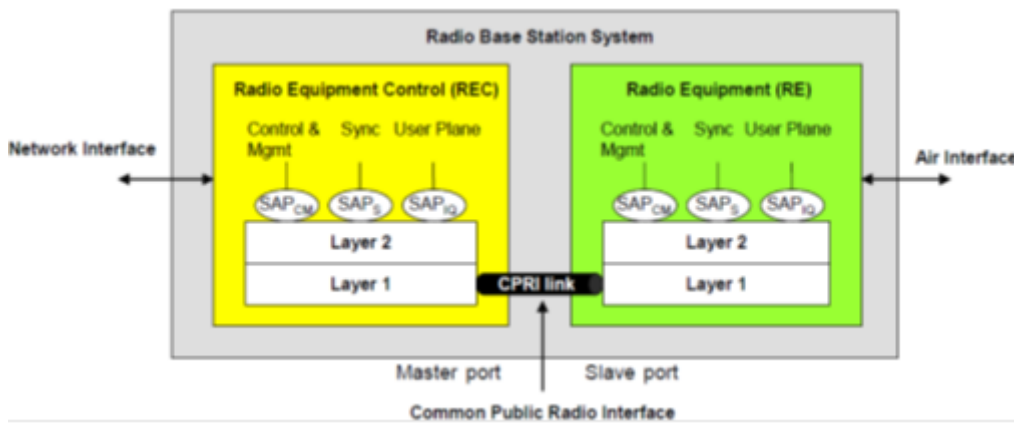 Radio Base Station System
Radio Equipment Control (REC)
Radio Equipment (RE)
Control & Mgmt
Sync
User Plane
Control & Mgmt
Sync
User Plane
Network Interface
Air Interface
SAPCM
SAPS
SAPIQ
SAPCM
SAPS
SAPIQ
Layer 2
Layer 2
Layer 1
CPRI link
Layer 1
Master port
Slave port
Common Public Radio Interface